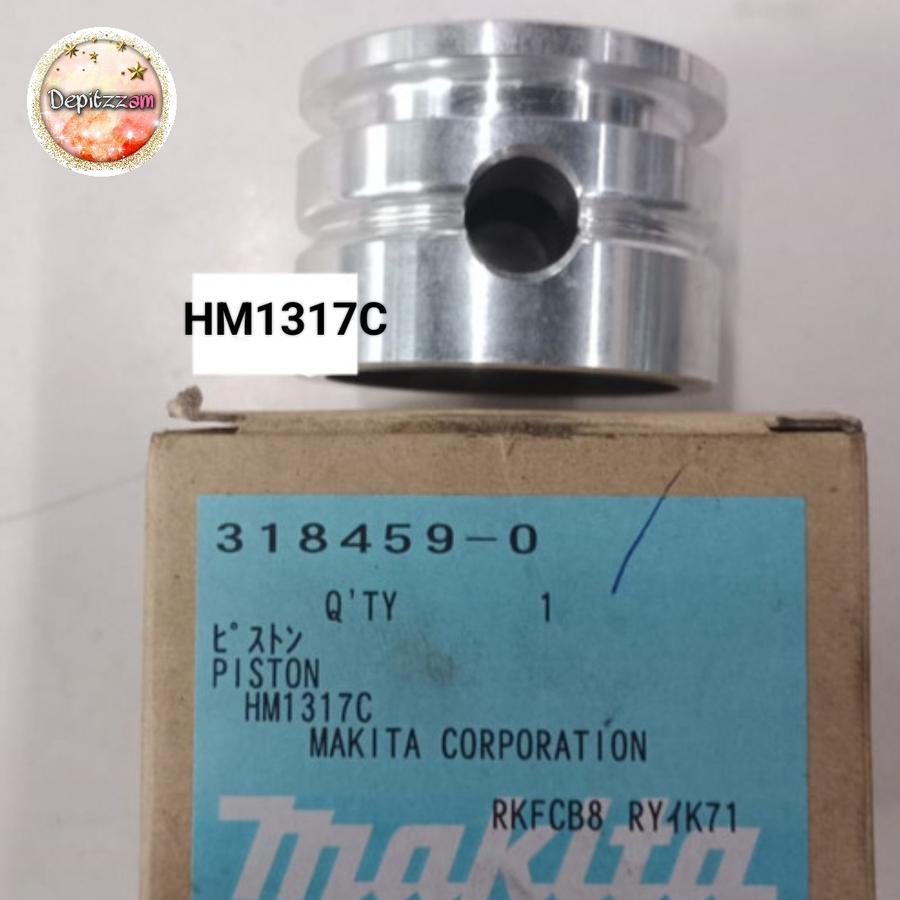 Depitzzam
HM1317C
318459-0
Q'TY 1
ピストン
PISTON
HM1317C
MAKITA CORPORATION
RKFCB8 RYイK71
makita